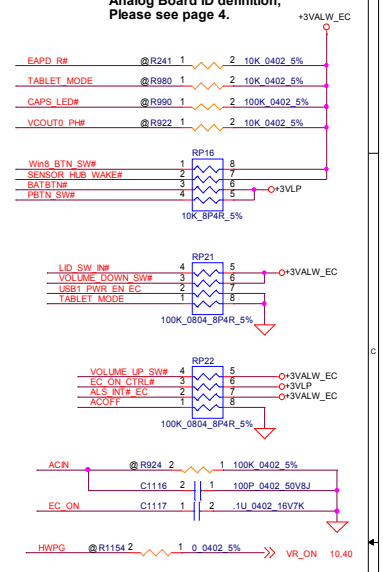 Analog Board ID definition,
Please see page 4.
+3VALW_EC
EAPD_R# @ R241 1 2 10K_0402_5%
TABLET_MODE @ R980 1 2 10K_0402_5%
CAPS_LED# @ R990 1 2 100K_0402_5%
VCOUT0_PH# @ R922 1 2 10K_0402_5%
RP16
Win8_BTN_SW# 1 8
SENSOR_HUB_WAKE# 2 7
BATBTN# 3 6 +3VLP
PBTN_SW# 4 5
10K_8P4R_5%
RP21
LID_SW_IN# 4 5 +3VALW_EC
VOLUME_DOWN_SW# 3 6
USB1_PWR_EN_EC 2 7
TABLET_MODE 1 8
100K_0804_8P4R_5%
RP22
VOLUME_UP_SW# 4 5 +3VALW_EC
EC_ON_CTRL# 3 6 +3VLP
ALS_INT#_EC 2 7 +3VALW_EC
ACOFF 1 8
100K_0804_8P4R_5%
C
ACIN @ R924 2 1 100K_0402_5%
C1116 2 1 100P_0402_50V8J
EC_ON C1117 1 2 .1U_0402_16V7K
HWPG @ R1154 2 1 0_0402_5% VR_ON 10,40